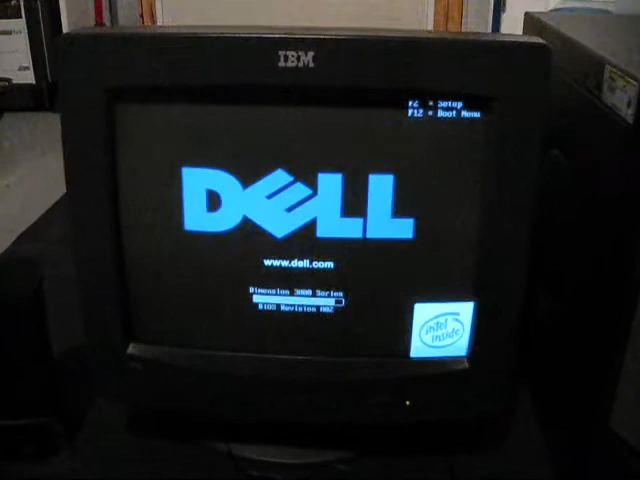 IBM
F2 = Setup
F12 = Boot Menu
DELL
www.dell.com
Dimension 3000 Series
BIOS Revision A02
intel
inside